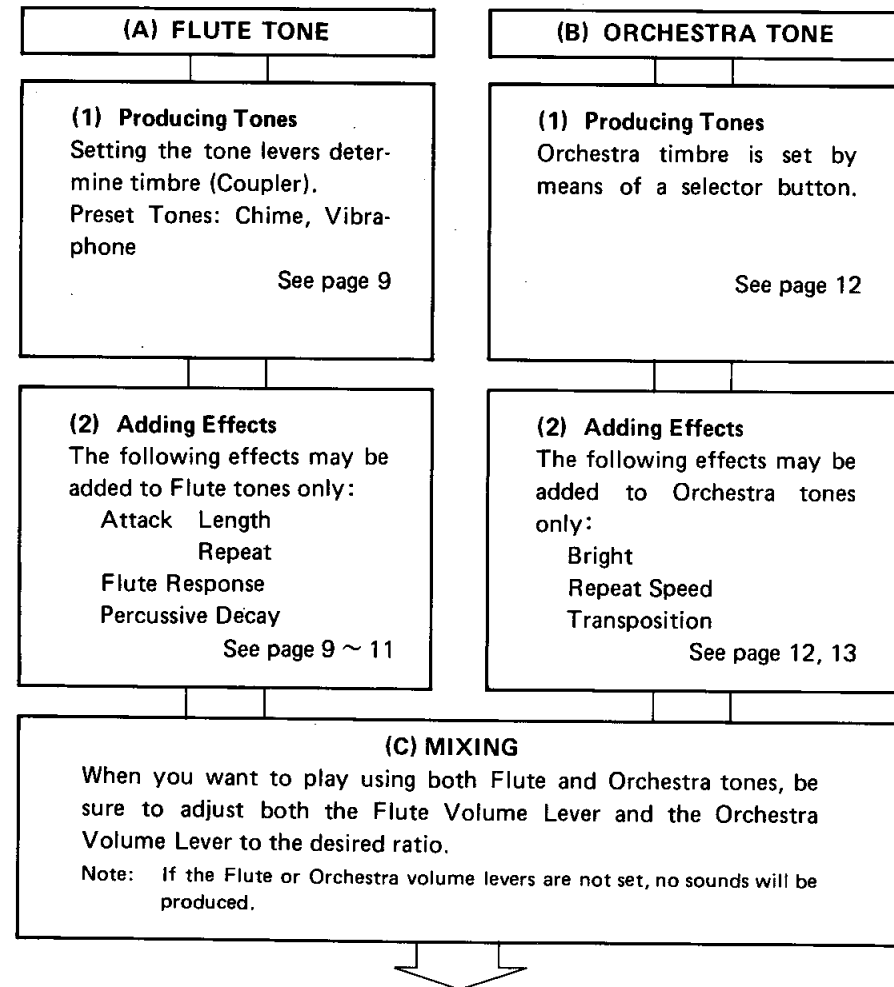 (A) FLUTE TONE
(1) Producing Tones
Setting the tone levers deter-
mine timbre (Coupler).
Preset Tones: Chime, Vibra-
phone
See page 9
(2) Adding Effects
The following effects may be
added to Flute tones only:
Attack Length
Repeat
Flute Response
Percussive Decay
See page 9 ~ 11
(B) ORCHESTRA TONE
(1) Producing Tones
Orchestra timbre is set by
means of a selector button.
See page 12
(2) Adding Effects
The following effects may be
added to Orchestra tones
only:
Bright
Repeat Speed
Transposition
See page 12, 13
(C) MIXING
When you want to play using both Flute and Orchestra tones, be
sure to adjust both the Flute Volume Lever and the Orchestra
Volume Lever to the desired ratio.
Note: If the Flute or Orchestra volume levers are not set, no sounds will be
produced.